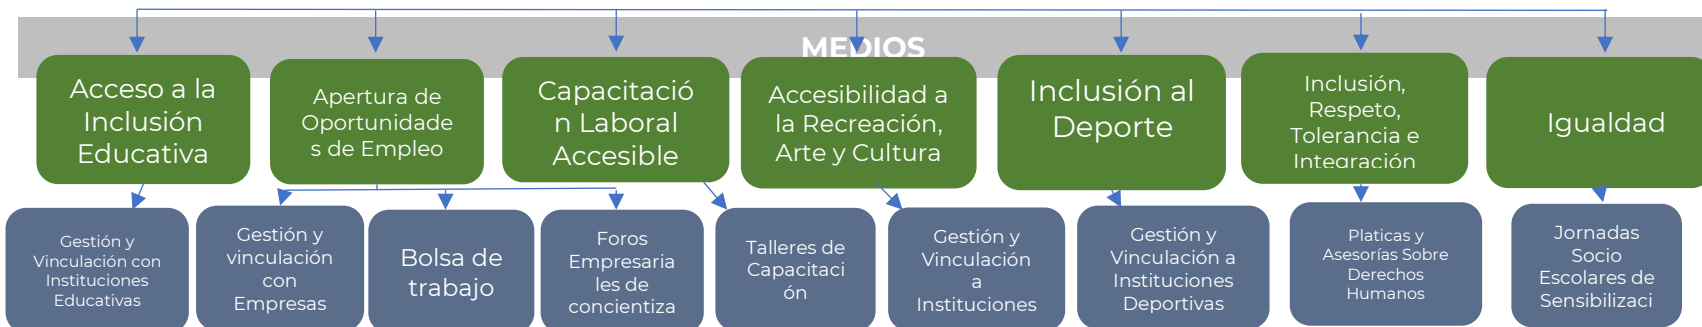 MEDIOS
Acceso a la
Inclusión
Educativa
Apertura de
Oportunidade
s de Empleo
Capacitació
n Laboral
Accesible
Accesibilidad a
la Recreación,
Arte y Cultura
Inclusión al
Deporte
Inclusión,
Respeto,
Tolerancia e
Integración
Igualdad
Gestión y
Vinculación con
Instituciones
Educativas
Gestión y
vinculación
con
Empresas
Bolsa de
trabajo
Foros
Empresaria
les de
concientiza
Talleres de
Capacitaci
ón
Gestión y
Vinculación
a
Instituciones
Gestión y
Vinculación a
Instituciones
Deportivas
Platicas y
Asesorías Sobre
Derechos
Humanos
Jornadas
Socio
Escolares de
Sensibilizaci